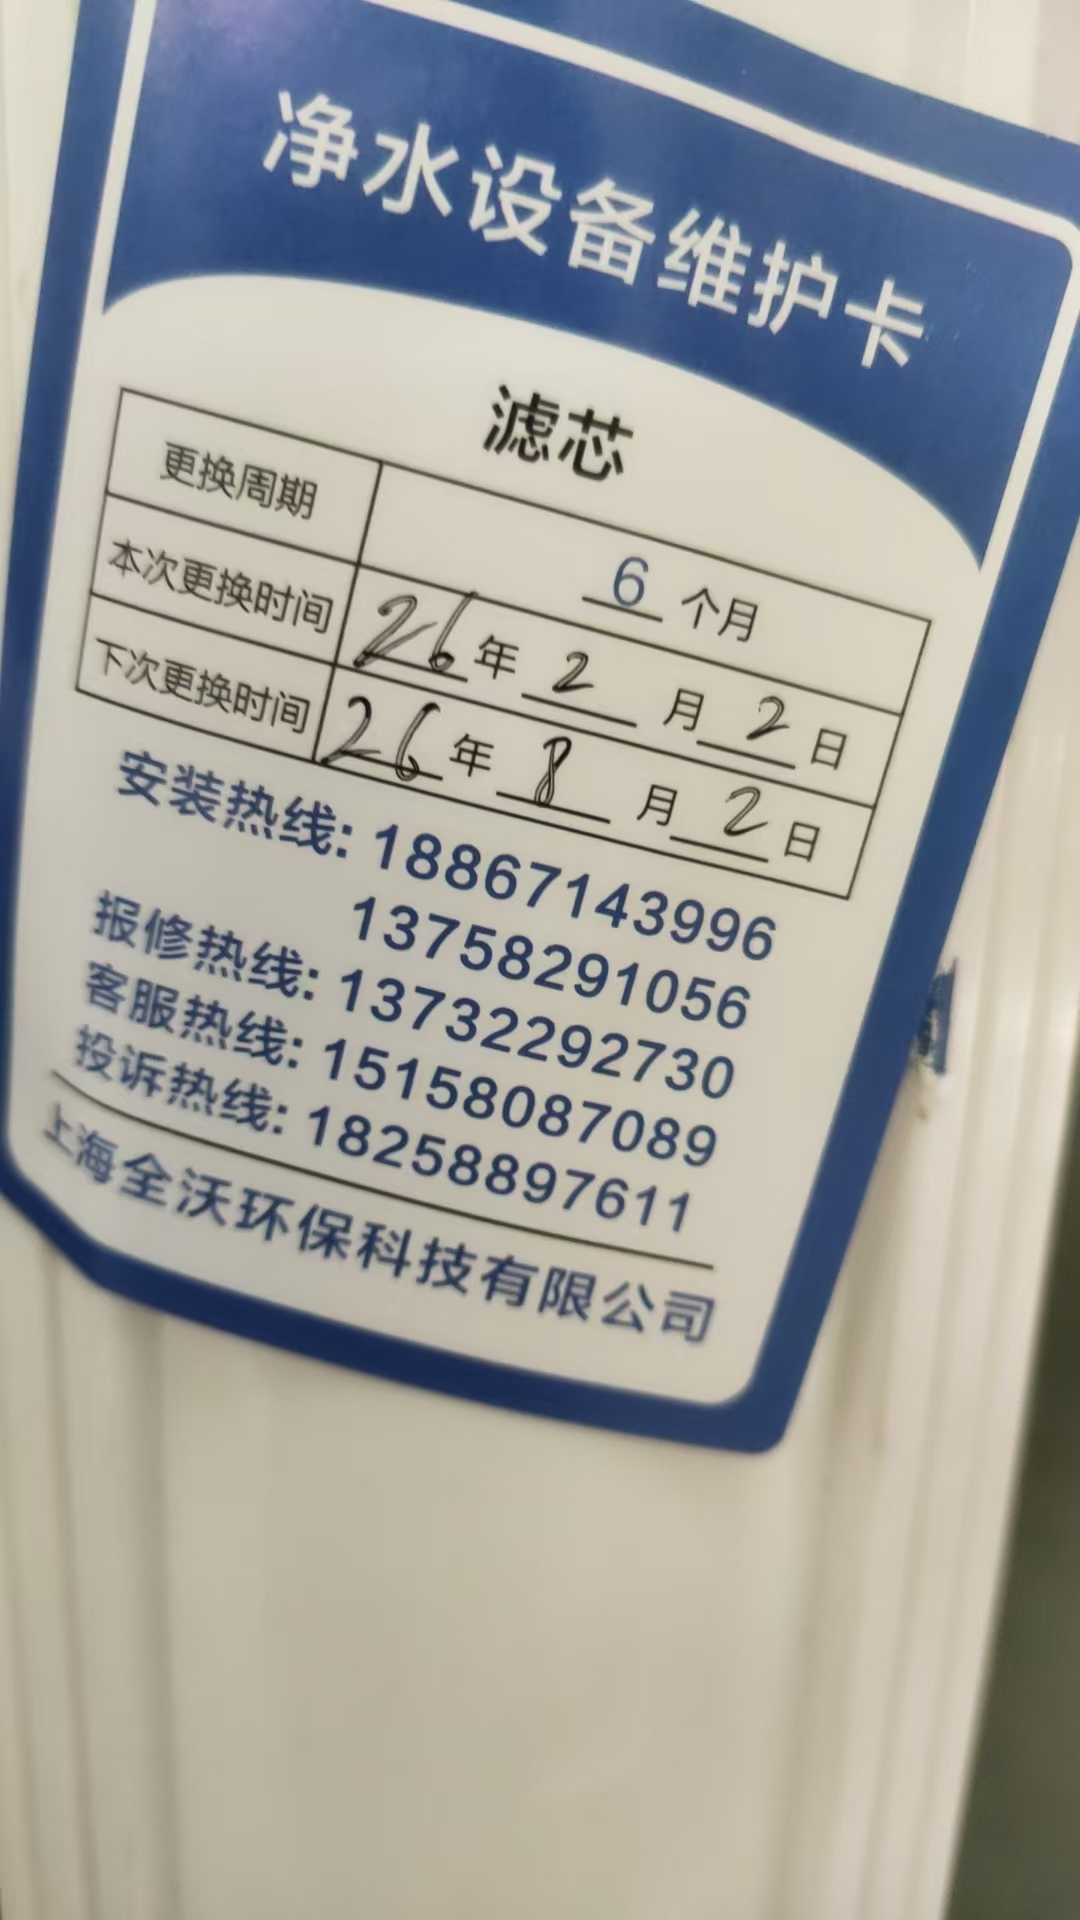 净水设备维护卡
滤芯
更换周期 6 个月
本次更换时间 26 年 2 月 2 日
下次更换时间 26 年 8 月 2 日
安装热线: 18867143996
13758291056
报修热线: 13732292730
客服热线: 15158087089
投诉热线: 18258897611
上海全沃环保科技有限公司